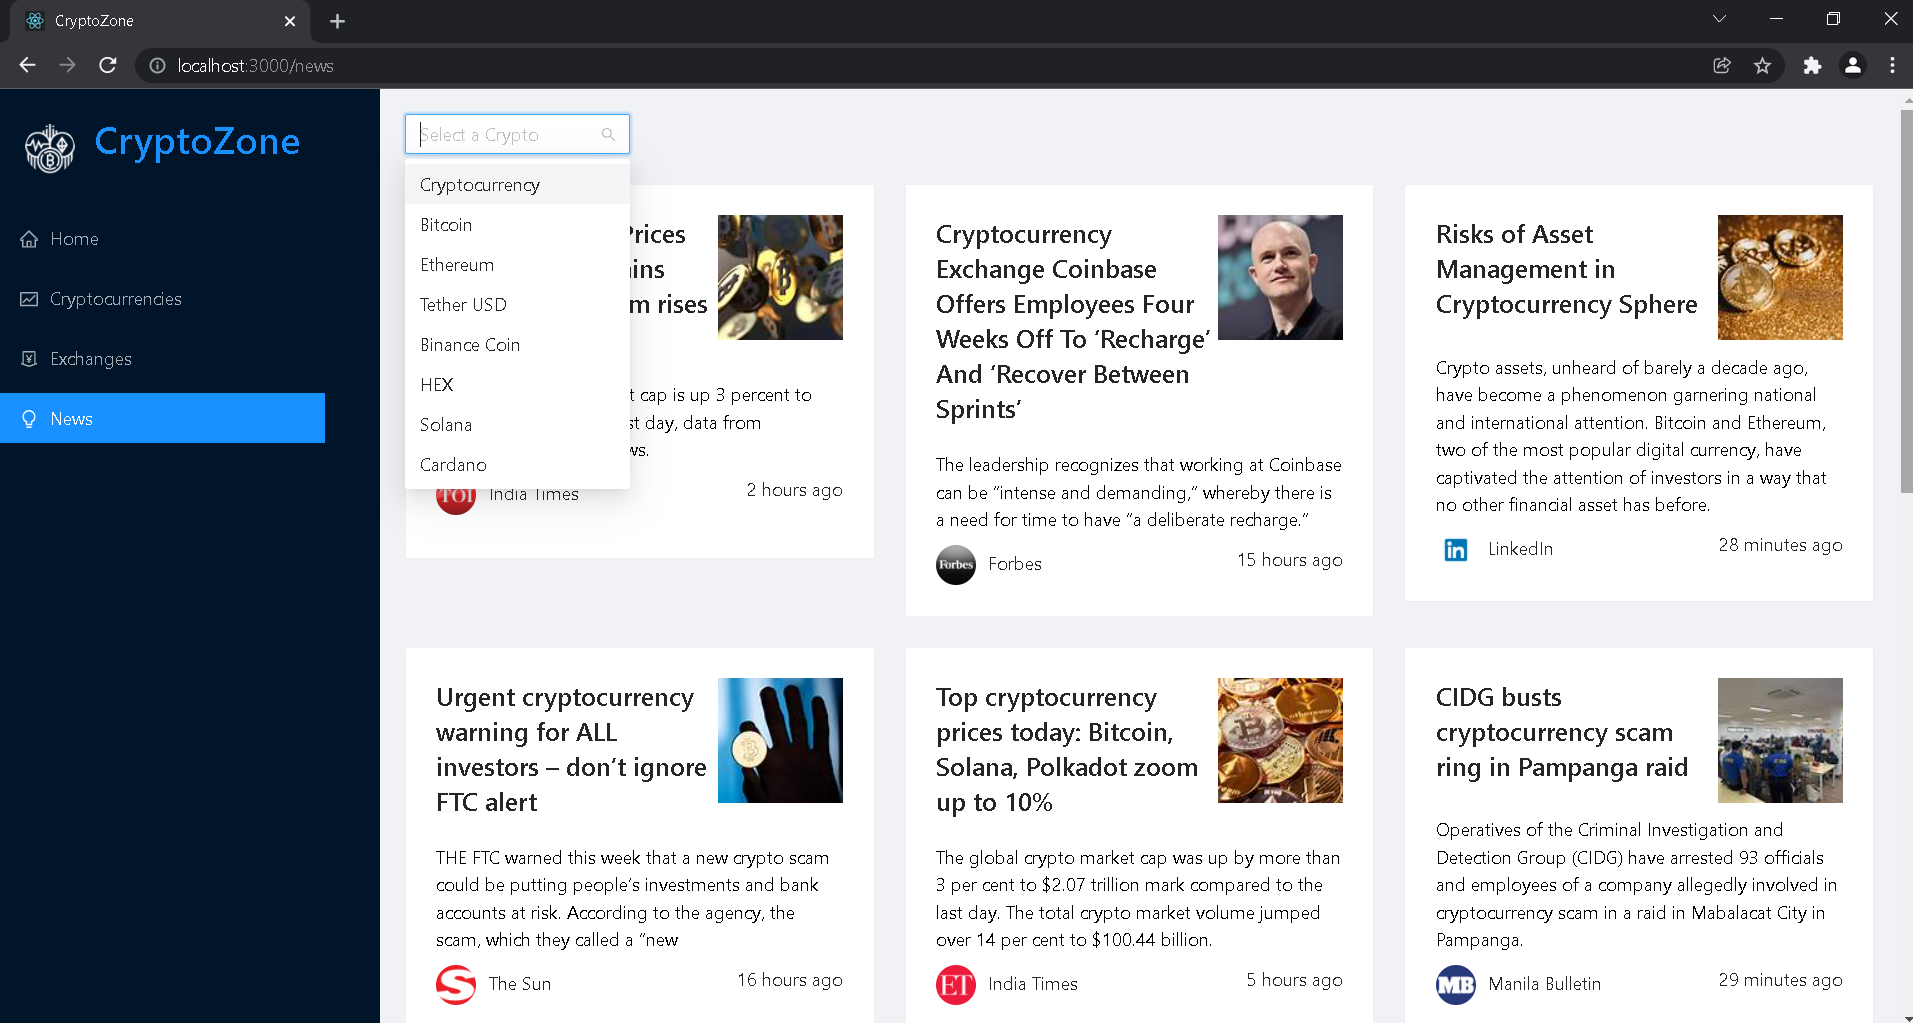 CryptoZone
localhost:3000/news
CryptoZone
Home
Cryptocurrencies
Exchanges
News
Select a Crypto
Cryptocurrency
Bitcoin
Ethereum
Tether USD
Binance Coin
HEX
Solana
Cardano
Prices
ins
m rises
t cap is up 3 percent to
st day, data from
ws.
TOI
India Times
2 hours ago
Cryptocurrency
Exchange Coinbase
Offers Employees Four
Weeks Off To ‘Recharge’
And ‘Recover Between
Sprints’
The leadership recognizes that working at Coinbase
can be “intense and demanding,” whereby there is
a need for time to have “a deliberate recharge.”
Forbes
Forbes
15 hours ago
Risks of Asset
Management in
Cryptocurrency Sphere
Crypto assets, unheard of barely a decade ago,
have become a phenomenon garnering national
and international attention. Bitcoin and Ethereum,
two of the most popular digital currency, have
captivated the attention of investors in a way that
no other financial asset has before.
in
LinkedIn
28 minutes ago
Urgent cryptocurrency
warning for ALL
investors – don’t ignore
FTC alert
THE FTC warned this week that a new crypto scam
could be putting people’s investments and bank
accounts at risk. According to the agency, the
scam, which they called a “new
S
The Sun
16 hours ago
Top cryptocurrency
prices today: Bitcoin,
Solana, Polkadot zoom
up to 10%
The global crypto market cap was up by more than
3 per cent to $2.07 trillion mark compared to the
last day. The total crypto market volume jumped
over 14 per cent to $100.44 billion.
ET
India Times
5 hours ago
CIDG busts
cryptocurrency scam
ring in Pampanga raid
Operatives of the Criminal Investigation and
Detection Group (CIDG) have arrested 93 officials
and employees of a company allegedly involved in
cryptocurrency scam in a raid in Mabalacat City in
Pampanga.
MB
Manila Bulletin
29 minutes ago